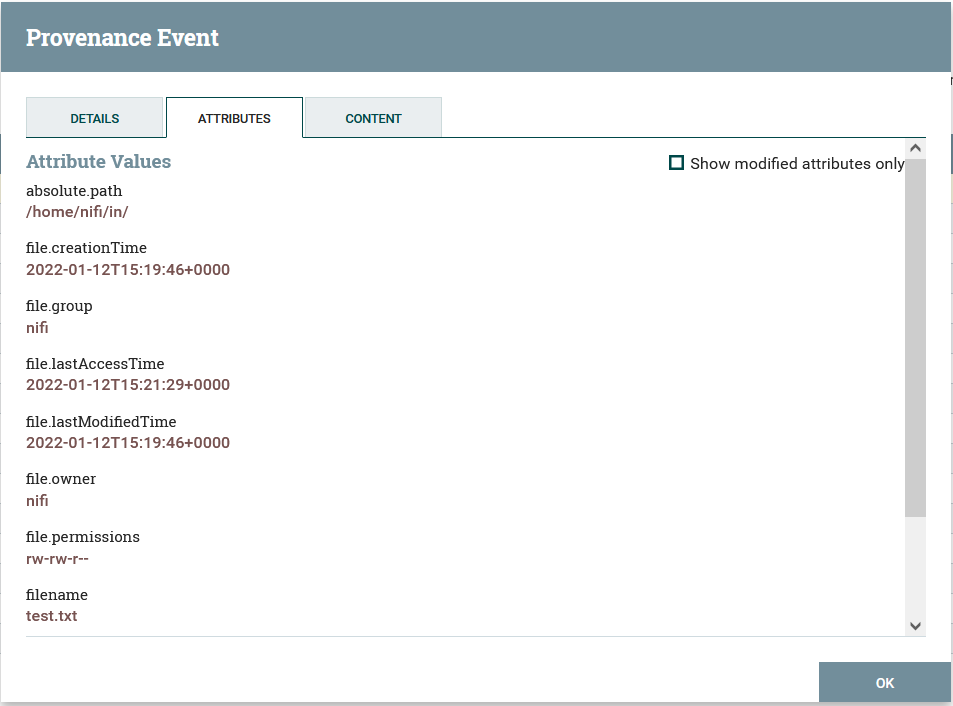 Provenance Event
DETAILS
ATTRIBUTES
CONTENT
Attribute Values
Show modified attributes only
absolute.path
/home/nifi/in/
file.creationTime
2022-01-12T15:19:46+0000
file.group
nifi
file.lastAccessTime
2022-01-12T15:21:29+0000
file.lastModifiedTime
2022-01-12T15:19:46+0000
file.owner
nifi
file.permissions
rw-rw-r--
filename
test.txt
OK